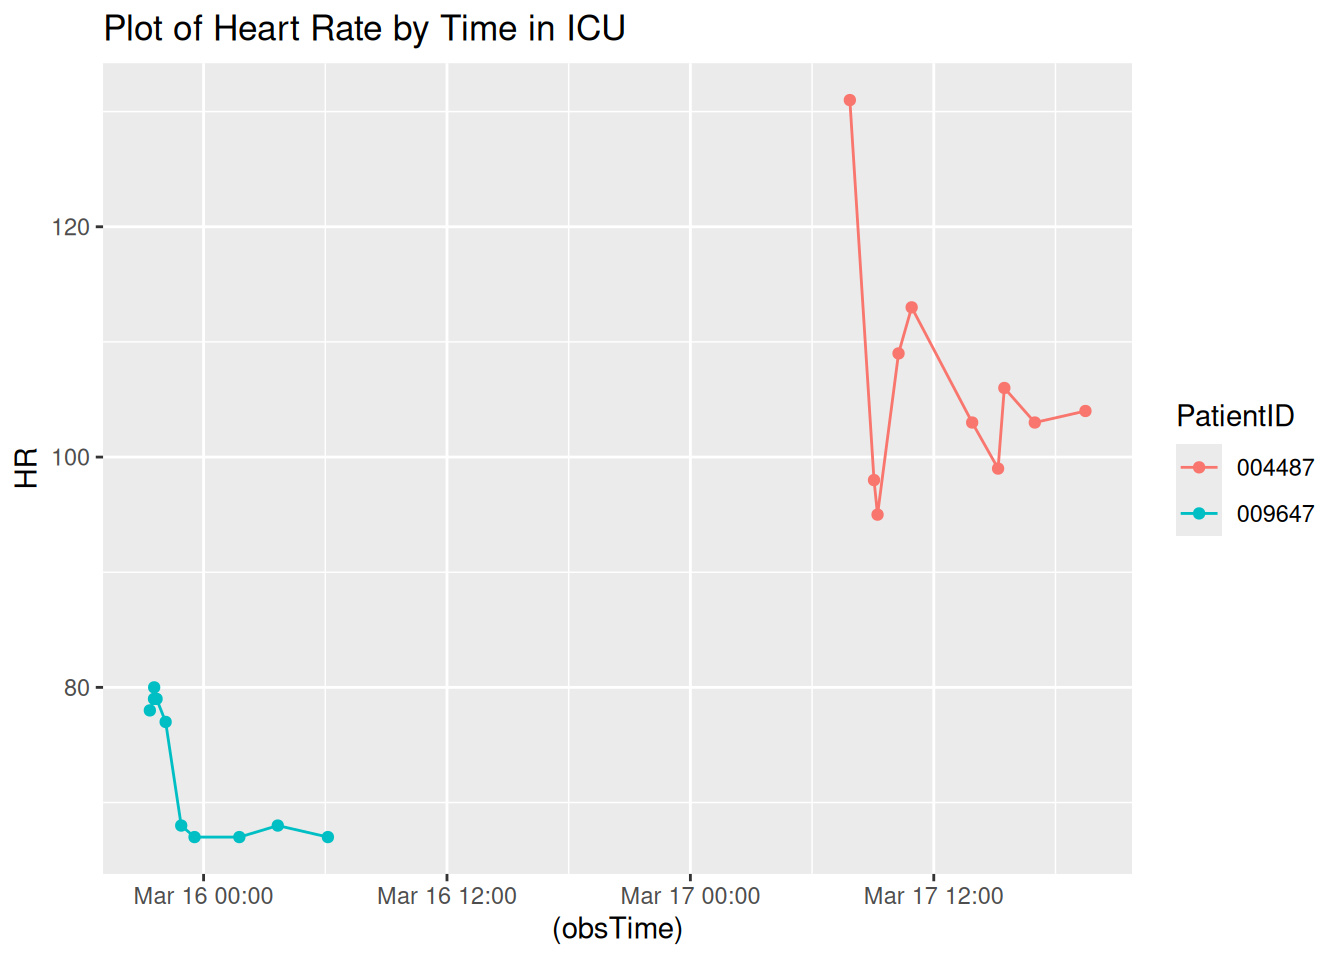 Plot of Heart Rate by Time in ICU
120
100
80
HR
Mar 16 00:00
Mar 16 12:00
Mar 17 00:00
Mar 17 12:00
(obsTime)
PatientID
004487
009647